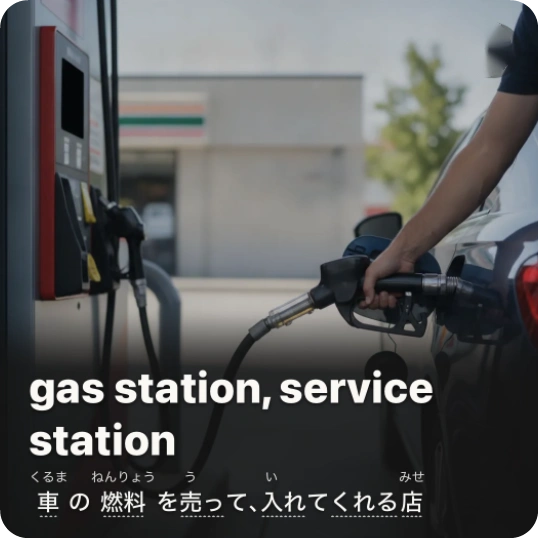 gas station, service
station
くるま ねんりょう う い みせ
車の燃料を売って、入れてくれる店